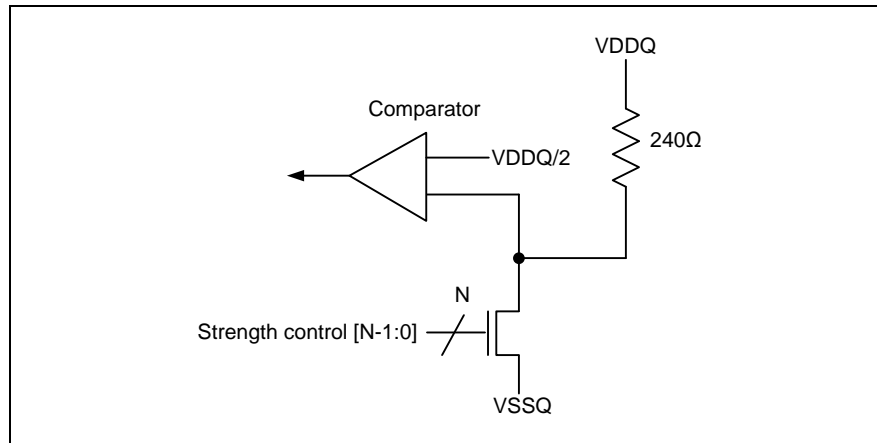 VDDQ
Comparator
240Ω
VDDQ/2
N
Strength control [N-1:0]
VSSQ